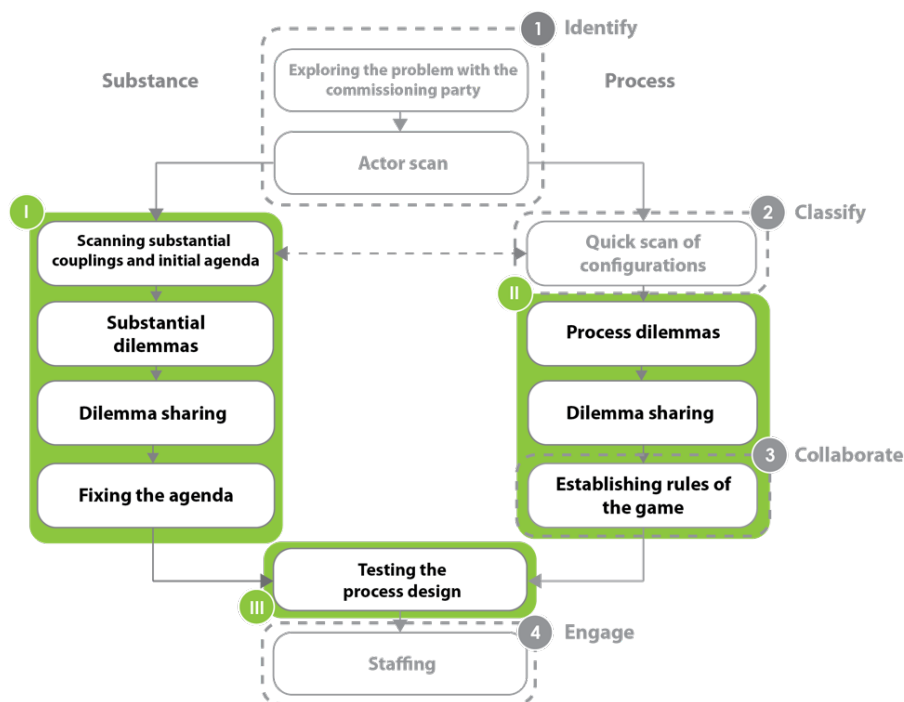 1 Identify
Substance
Process
Exploring the problem with the
commissioning party
Actor scan
I
2 Classify
Scanning substantial
couplings and initial agenda
Quick scan of
configurations
II
Substantial
dilemmas
Process dilemmas
Dilemma sharing
Dilemma sharing
3 Collaborate
Fixing the agenda
Establishing rules of
the game
Testing the
process design
III
4 Engage
Staffing